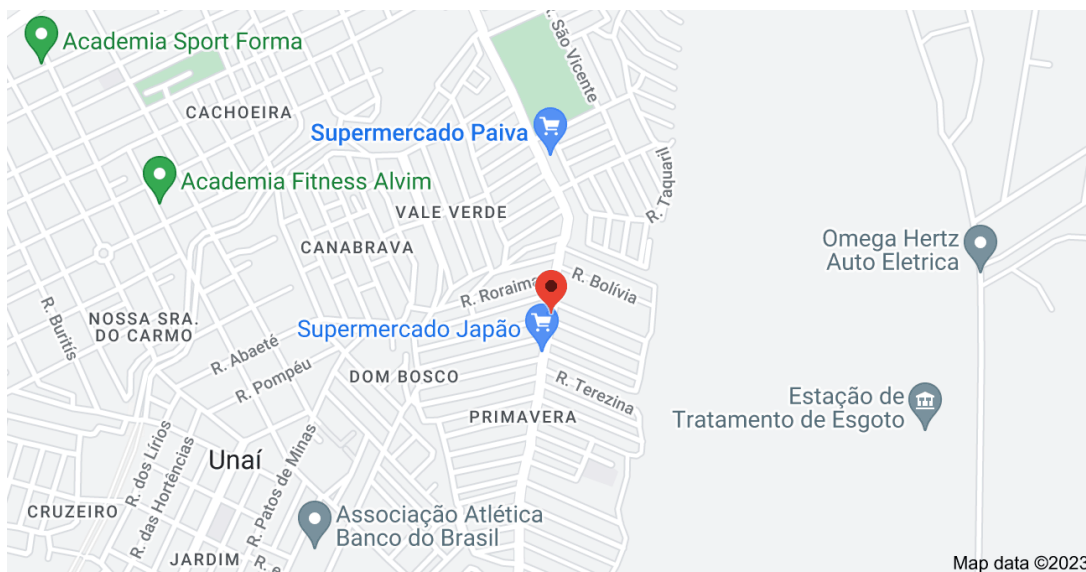 Academia Sport Forma
R. São Vicente
CACHOEIRA
Supermercado Paiva
Academia Fitness Alvim
R. Taquaril
VALE VERDE
CANABRAVA
Omega Hertz
Auto Eletrica
R. Roraima
R. Bolívia
R. Buritís
NOSSA SRA.
DO CARMO
Supermercado Japão
R. Abaeté
R. Pompéu
DOM BOSCO
R. Terezina
PRIMAVERA
Estação de
Tratamento de Esgoto
Unaí
R. dos Lírios
R. das Hortências
R. Patos de Minas
CRUZEIRO
Associação Atlética
Banco do Brasil
JARDIM
Map data ©2023